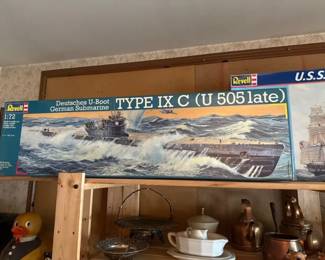 Revell
1:72
Deutsches U-Boot
German Submarine
TYPE IX C (U 505 late)
Revell
U.S.S.